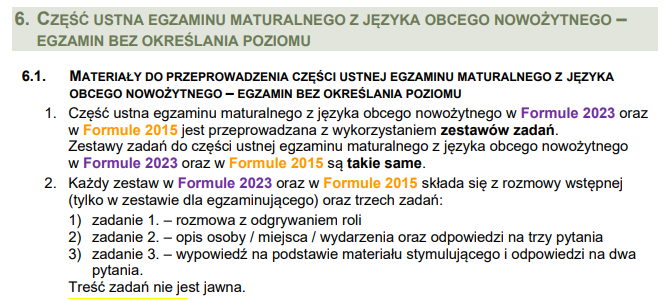 6. CZĘŚĆ USTNA EGZAMINU MATURALNEGO Z JĘZYKA OBCEGO NOWOŻYTNEGO –
EGZAMIN BEZ OKREŚLANIA POZIOMU
6.1. MATERIAŁY DO PRZEPROWADZENIA CZĘŚCI USTNEJ EGZAMINU MATURALNEGO Z JĘZYKA
OBCEGO NOWOŻYTNEGO – EGZAMIN BEZ OKREŚLANIA POZIOMU
1. Część ustna egzaminu maturalnego z języka obcego nowożytnego w Formule 2023 oraz
w Formule 2015 jest przeprowadzana z wykorzystaniem zestawów zadań.
Zestawy zadań do części ustnej egzaminu maturalnego z języka obcego nowożytnego
w Formule 2023 oraz w Formule 2015 są takie same.
2. Każdy zestaw w Formule 2023 oraz w Formule 2015 składa się z rozmowy wstępnej
(tylko w zestawie dla egzaminującego) oraz trzech zadań:
1) zadanie 1. – rozmowa z odgrywaniem roli
2) zadanie 2. – opis osoby / miejsca / wydarzenia oraz odpowiedzi na trzy pytania
3) zadanie 3. – wypowiedź na podstawie materiału stymulującego i odpowiedzi na dwa
pytania.
Treść zadań nie jest jawna.